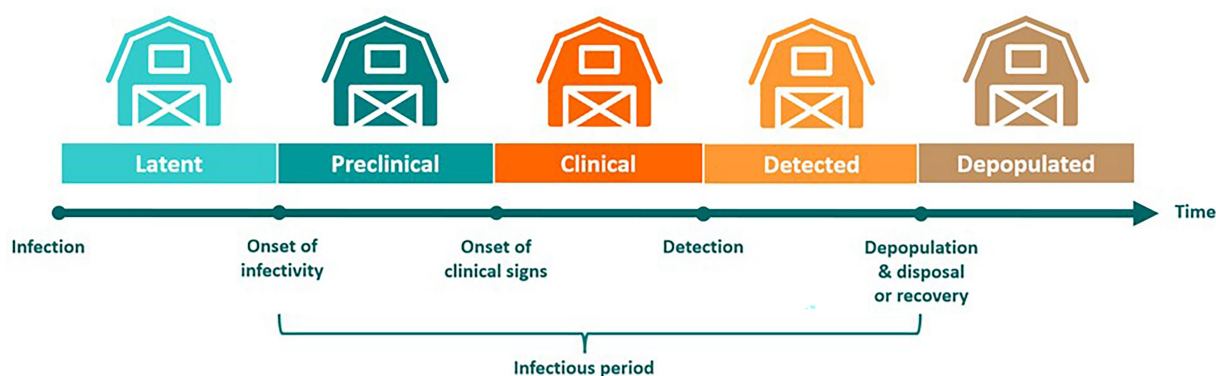 Latent Preclinical Clinical Detected Depopulated
Time
Infection
Onset of
infectivity
Onset of
clinical signs
Detection
Depopulation
& disposal
or recovery
Infectious period